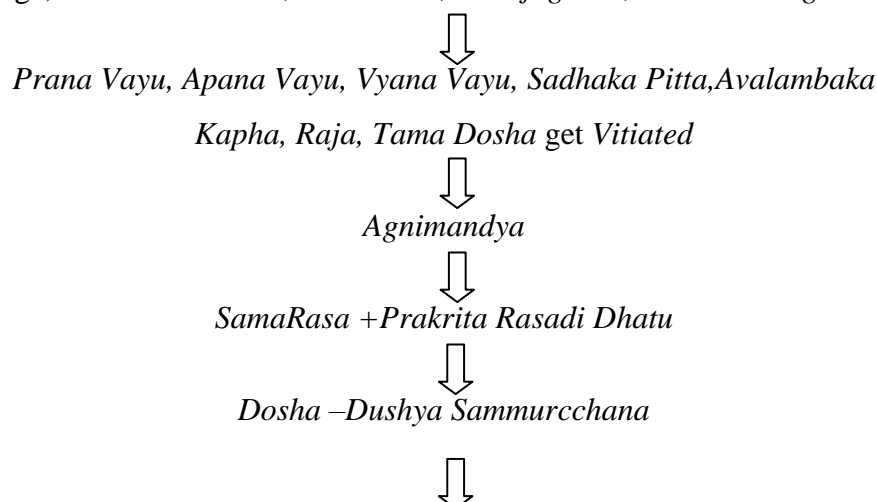 Prana Vayu, Apana Vayu, Vyana Vayu, Sadhaka Pitta,Avalambaka
Kapha, Raja, Tama Dosha get Vitiated
Agnimandya
SamaRasa +Prakrita Rasadi Dhatu
Dosha –Dushya Sammurcchana